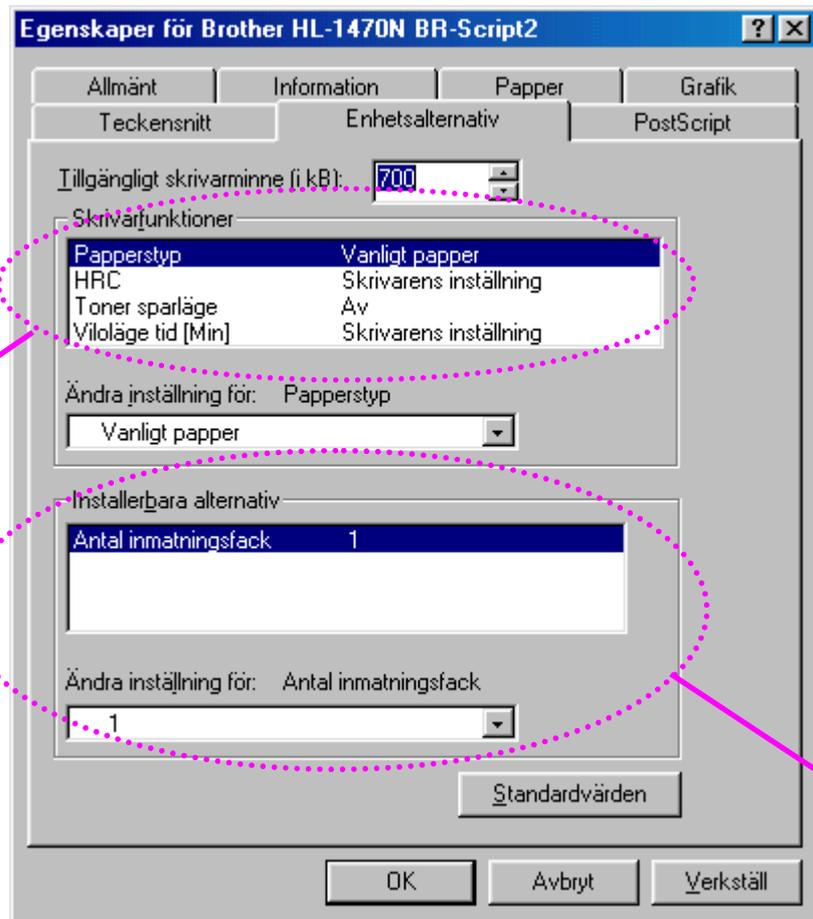 Egenskaper för Brother HL-1470N BR-Script2
Allmänt Information Papper Grafik
Teckensnitt Enhetsalternativ PostScript
Tillgängligt skrivarminne (i kB): 700
Skrivarfunktioner
Papperstyp Vanligt papper
HRC Skrivarens inställning
Toner sparläge Av
Viloläge tid [Min] Skrivarens inställning
Ändra inställning för: Papperstyp
Vanligt papper
Installerbara alternativ
Antal inmatningsfack 1
Ändra inställning för: Antal inmatningsfack
1
Standardvärden
OK Avbryt Verkställ